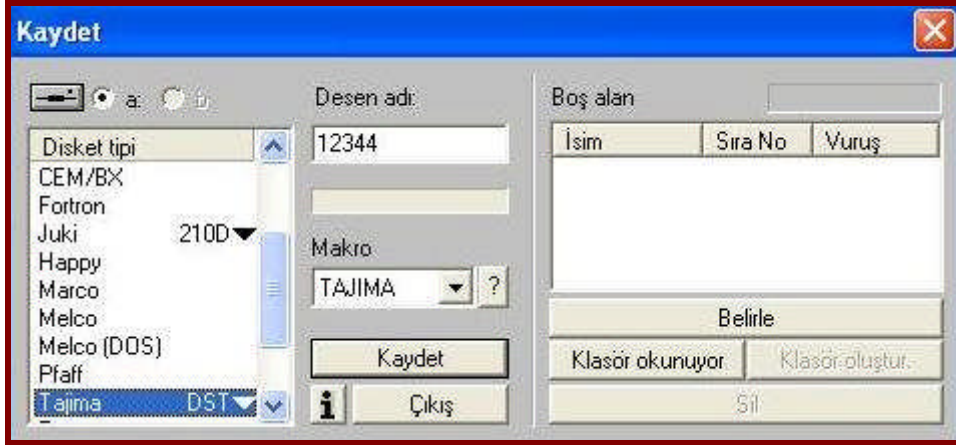 Kaydet
a: b:
Disket tipi
CEM/BX
Fortron
Juki 210D
Happy
Marco
Melco
Melco (DOS)
Pfaff
Tajima DST
Desen adı:
12344
Makro
TAJIMA ?
Kaydet
i Çıkış
Boş alan
İsim Sıra No Vuruş
Belirle
Klasör okunuyor Klasör oluştur..
Sil